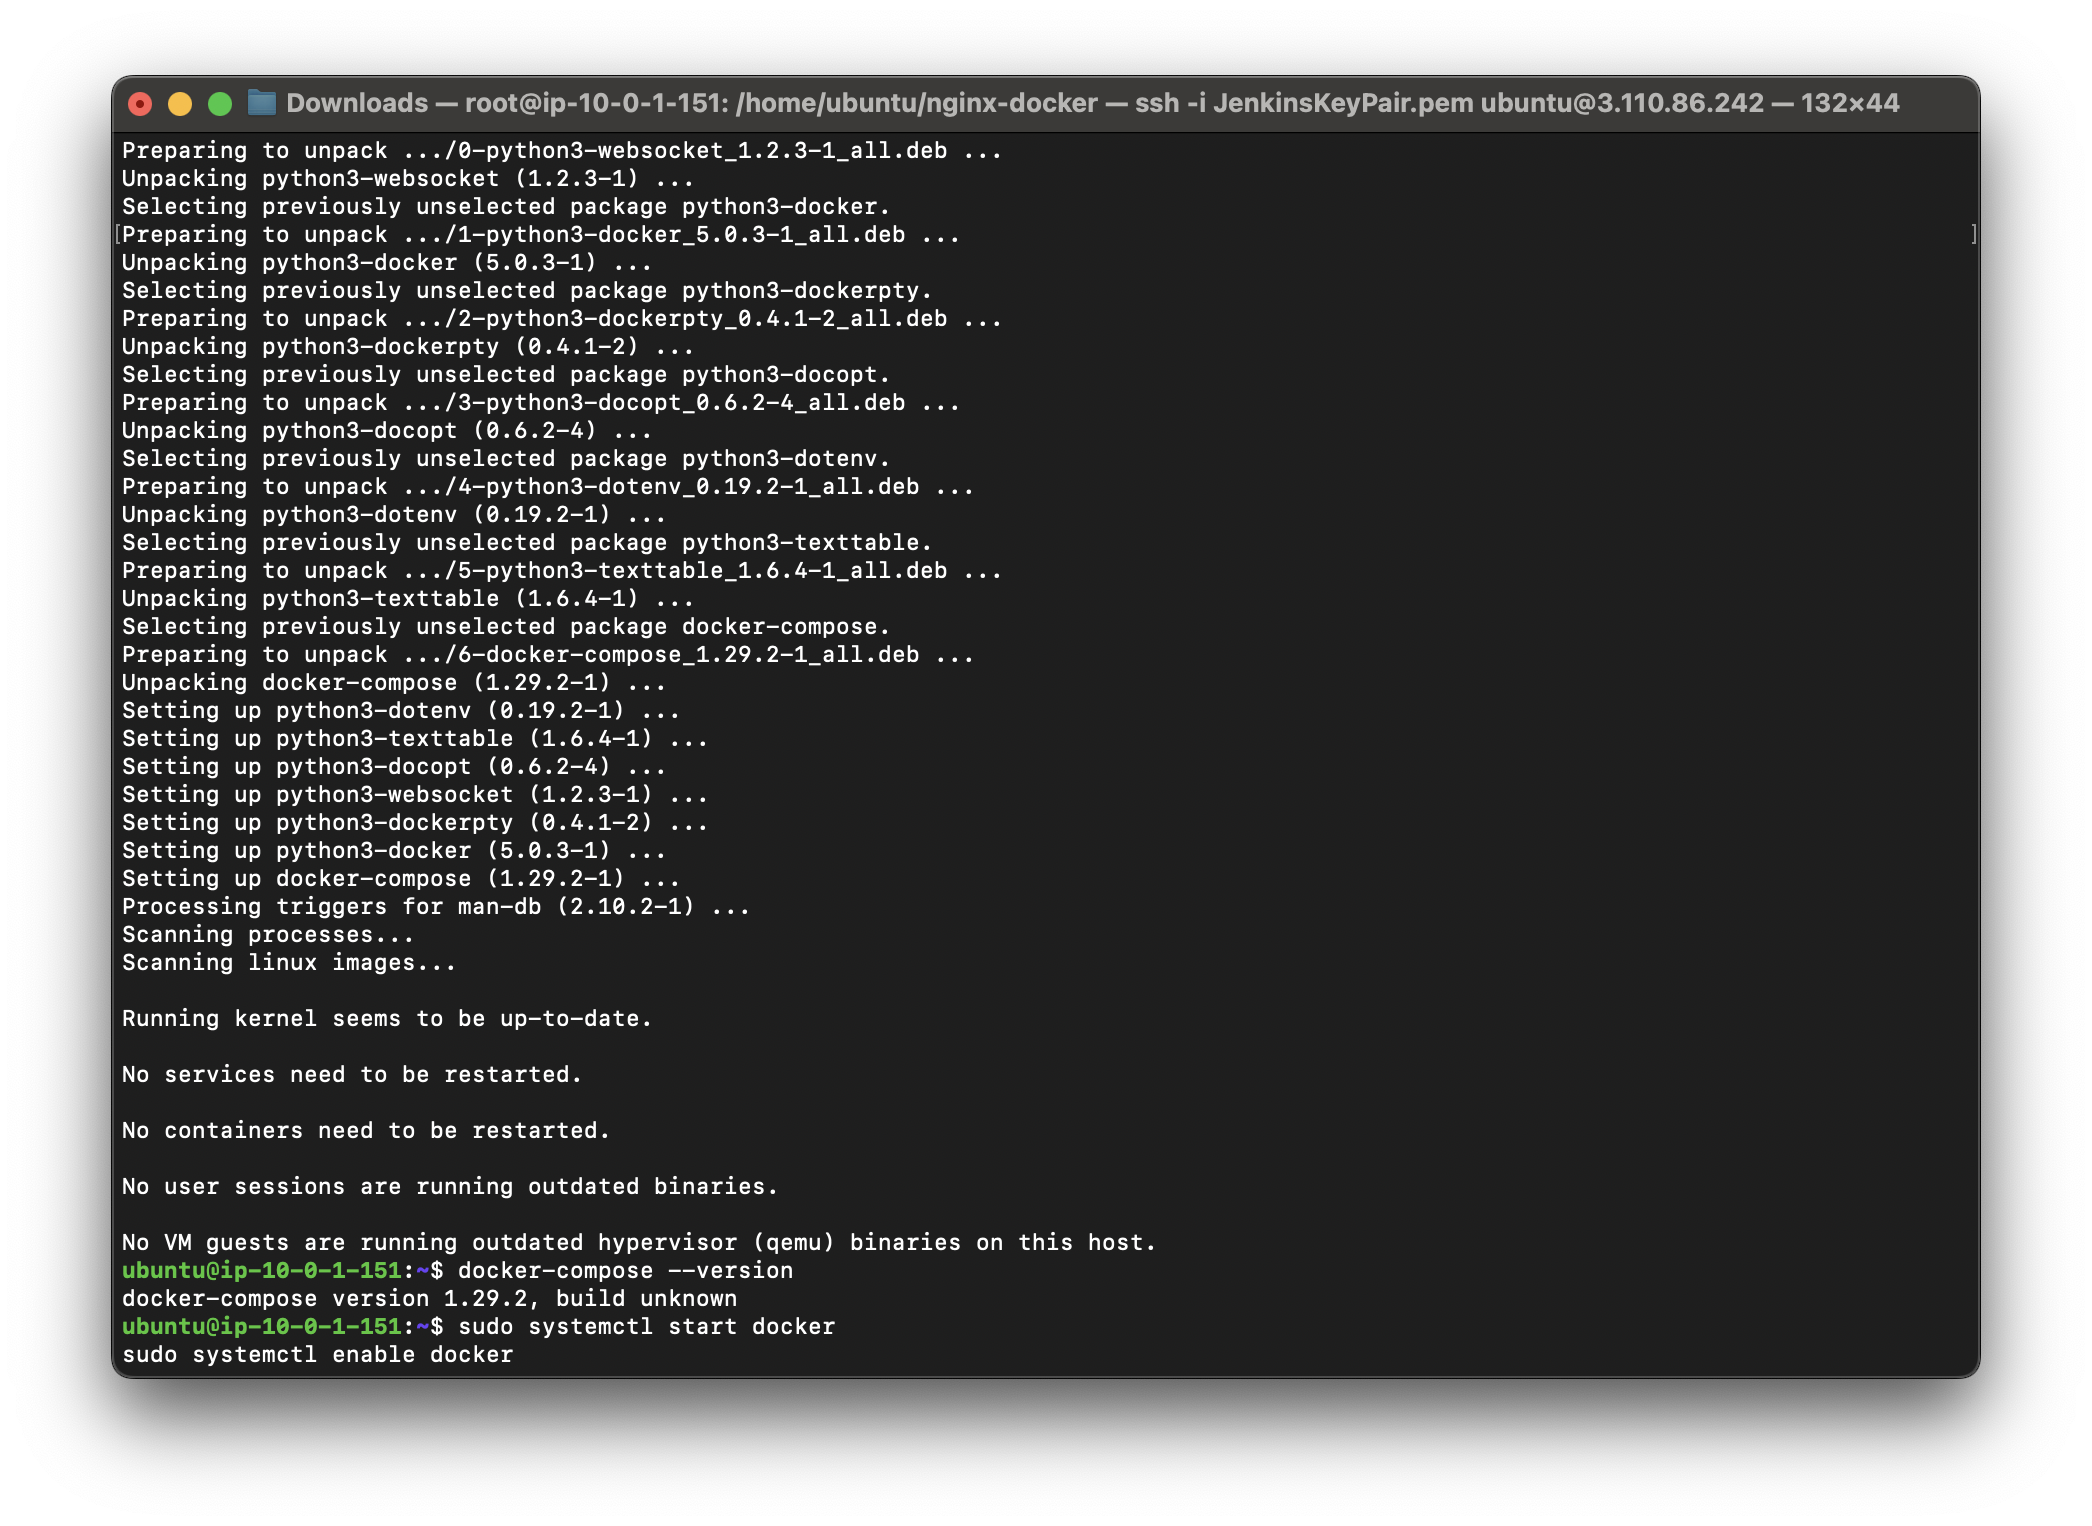 Downloads — root@ip-10-0-1-151: /home/ubuntu/nginx-docker — ssh -i JenkinsKeyPair.pem ubuntu@3.110.86.242 — 132×44
Preparing to unpack .../0-python3-websocket_1.2.3-1_all.deb ...
Unpacking python3-websocket (1.2.3-1) ...
Selecting previously unselected package python3-docker.
[Preparing to unpack .../1-python3-docker_5.0.3-1_all.deb ... ]
Unpacking python3-docker (5.0.3-1) ...
Selecting previously unselected package python3-dockerpty.
Preparing to unpack .../2-python3-dockerpty_0.4.1-2_all.deb ...
Unpacking python3-dockerpty (0.4.1-2) ...
Selecting previously unselected package python3-docopt.
Preparing to unpack .../3-python3-docopt_0.6.2-4_all.deb ...
Unpacking python3-docopt (0.6.2-4) ...
Selecting previously unselected package python3-dotenv.
Preparing to unpack .../4-python3-dotenv_0.19.2-1_all.deb ...
Unpacking python3-dotenv (0.19.2-1) ...
Selecting previously unselected package python3-texttable.
Preparing to unpack .../5-python3-texttable_1.6.4-1_all.deb ...
Unpacking python3-texttable (1.6.4-1) ...
Selecting previously unselected package docker-compose.
Preparing to unpack .../6-docker-compose_1.29.2-1_all.deb ...
Unpacking docker-compose (1.29.2-1) ...
Setting up python3-dotenv (0.19.2-1) ...
Setting up python3-texttable (1.6.4-1) ...
Setting up python3-docopt (0.6.2-4) ...
Setting up python3-websocket (1.2.3-1) ...
Setting up python3-dockerpty (0.4.1-2) ...
Setting up python3-docker (5.0.3-1) ...
Setting up docker-compose (1.29.2-1) ...
Processing triggers for man-db (2.10.2-1) ...
Scanning processes...
Scanning linux images...
Running kernel seems to be up-to-date.
No services need to be restarted.
No containers need to be restarted.
No user sessions are running outdated binaries.
No VM guests are running outdated hypervisor (qemu) binaries on this host.
ubuntu@ip-10-0-1-151:~$ docker-compose --version
docker-compose version 1.29.2, build unknown
ubuntu@ip-10-0-1-151:~$ sudo systemctl start docker
sudo systemctl enable docker